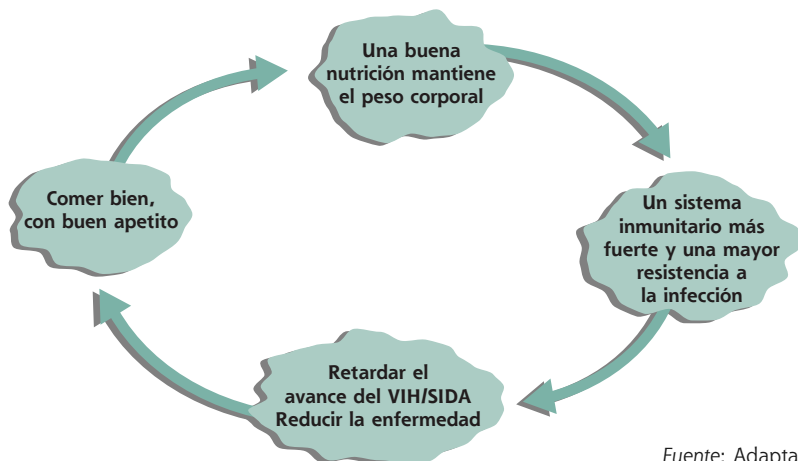 Una buena
nutrición mantiene
el peso corporal
Un sistema
inmunitario más
fuerte y una mayor
resistencia a
la infección
Retardar el
avance del VIH/SIDA
Reducir la enfermedad
Comer bien,
con buen apetito
Fuente: Adapta